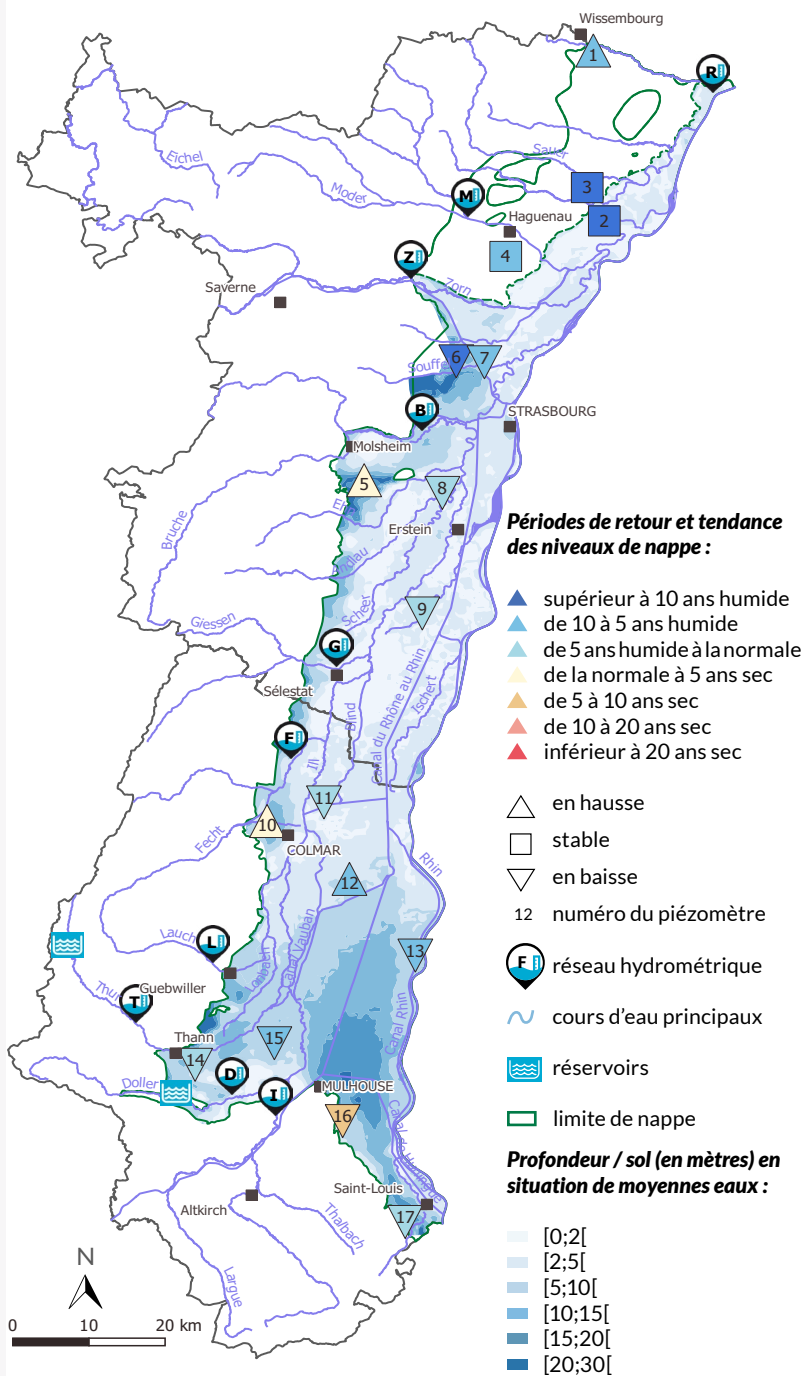 Wissembourg
1
R
Eichel
Sauer
Moder
M
3
2
Haguenau
4
Z
Zorn
Saverne
6
7
Souffel
B
STRASBOURG
Molsheim
5
8
Bruche
Erstein
Andlau
9
Scheer
Giessen
G
Sélestat
Blind
Canal du Rhône au Rhin
Ischert
F
Ill
11
10
Fecht
COLMAR
Rhin
12
Canal Vauban
Lauch
L
13
Guebwiller
Thur
T
Canal Rhin
15
Thann
14
Doller
D
I
MULHOUSE
16
Canal de Huningue
Saint-Louis
Altkirch
Thalbach
17
Largue
N
0 10 20 km
Périodes de retour et tendance
des niveaux de nappe :
supérieur à 10 ans humide
de 10 à 5 ans humide
de 5 ans humide à la normale
de la normale à 5 ans sec
de 5 à 10 ans sec
de 10 à 20 ans sec
inférieur à 20 ans sec
en hausse
stable
en baisse
12 numéro du piézomètre
F réseau hydrométrique
cours d'eau principaux
réservoirs
limite de nappe
Profondeur / sol (en mètres) en
situation de moyennes eaux :
[0;2[
[2;5[
[5;10[
[10;15[
[15;20[
[20;30[